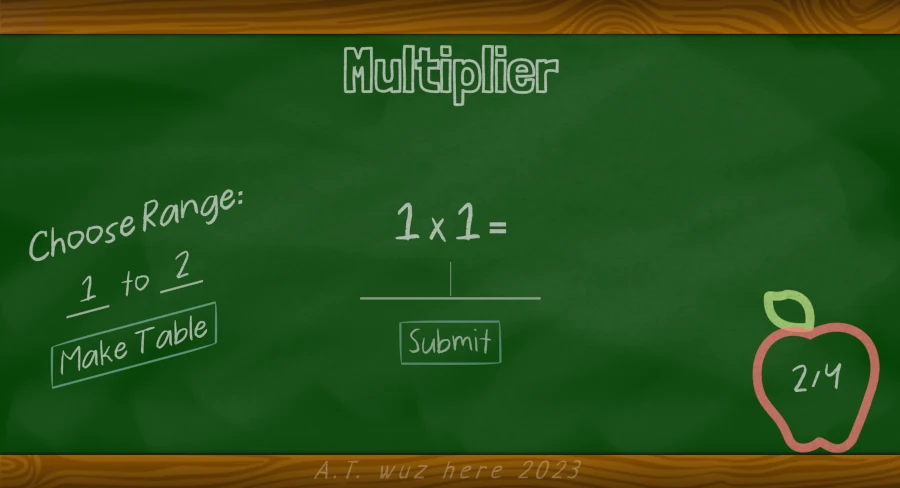 Multiplier
Choose Range:
1 to 2
Make Table
1 x 1 =
Submit
2/4
A.T. wuz here 2023